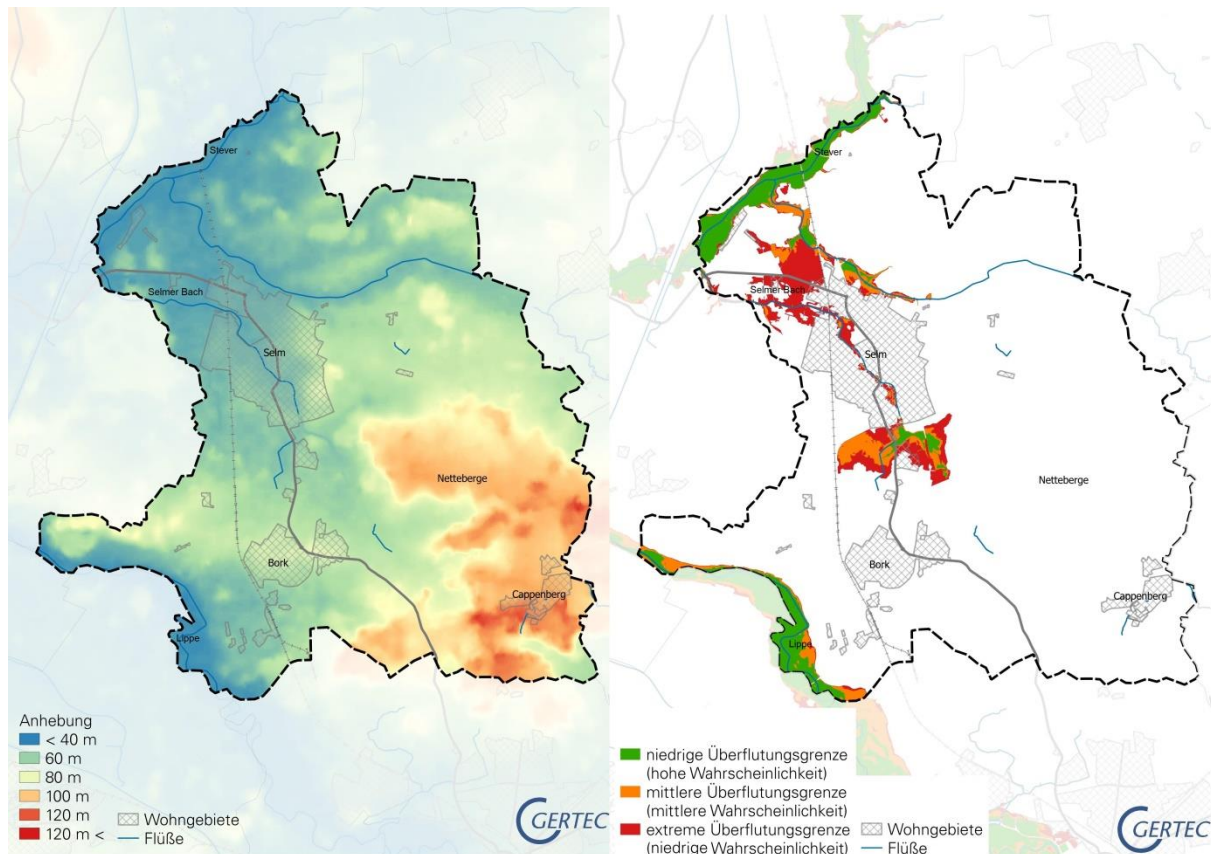 Stever
Selmer Bach
Selm
Netteberge
Bork
Cappenberg
Lippe
Anhebung
< 40 m
60 m
80 m
100 m
120 m
120 m <
Wohngebiete
Flüße
GERTEC
Stever
Selmer Bach
Selm
Netteberge
Bork
Cappenberg
Lippe
niedrige Überflutungsgrenze
(hohe Wahrscheinlichkeit)
mittlere Überflutungsgrenze
(mittlere Wahrscheinlichkeit)
extreme Überflutungsgrenze
(niedrige Wahrscheinlichkeit)
Wohngebiete
Flüße
GERTEC